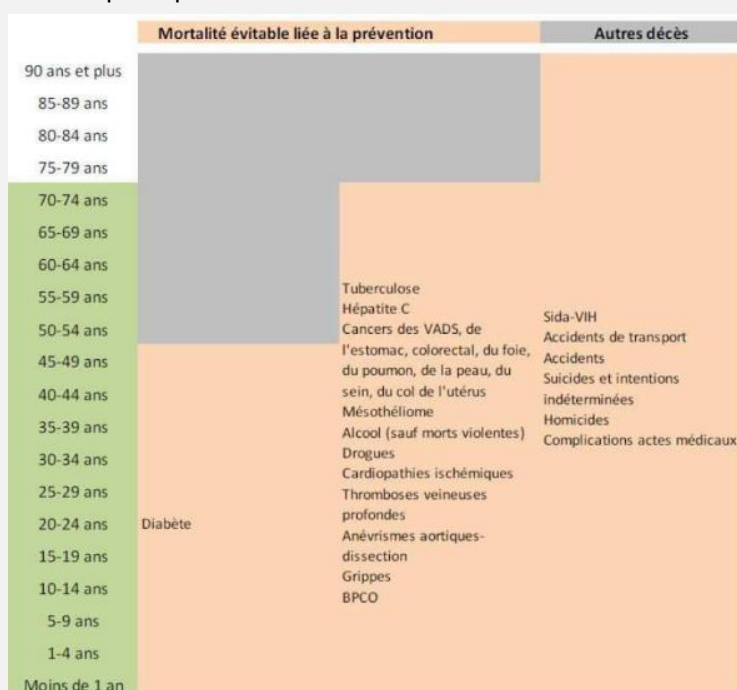 Mortalité évitable liée à la prévention
Autres décès
90 ans et plus
85-89 ans
80-84 ans
75-79 ans
70-74 ans
65-69 ans
60-64 ans
55-59 ans
50-54 ans
45-49 ans
40-44 ans
35-39 ans
30-34 ans
25-29 ans
20-24 ans
15-19 ans
10-14 ans
5-9 ans
1-4 ans
Moins de 1 an
Diabète
Tuberculose
Hépatite C
Cancers des VADS, de
l'estomac, colorectal, du foie,
du poumon, de la peau, du
sein, du col de l'utérus
Mésothéliome
Alcool (sauf morts violentes)
Drogues
Cardiopathies ischémiques
Thromboses veineuses
profondes
Anévrismes aortiques-
dissection
Grippes
BPCO
Sida-VIH
Accidents de transport
Accidents
Suicides et intentions
indéterminées
Homicides
Complications actes médicaux